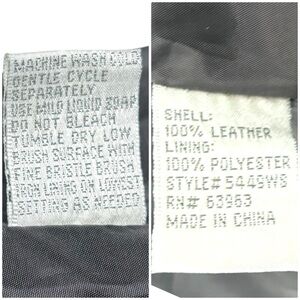 MACHINE WASH COLD
GENTLE CYCLE
SEPARATELY
USE MILD LIQUID SOAP
DO NOT BLEACH
TUMBLE DRY LOW
BRUSH SURFACE WITH
FINE BRISTLE BRUSH
IRON LINING ON LOWEST
SETTING AS NEEDED
SHELL:
100% LEATHER
LINING:
100% POLYESTER
STYLE# 5449WS
RN# 63963
MADE IN CHINA